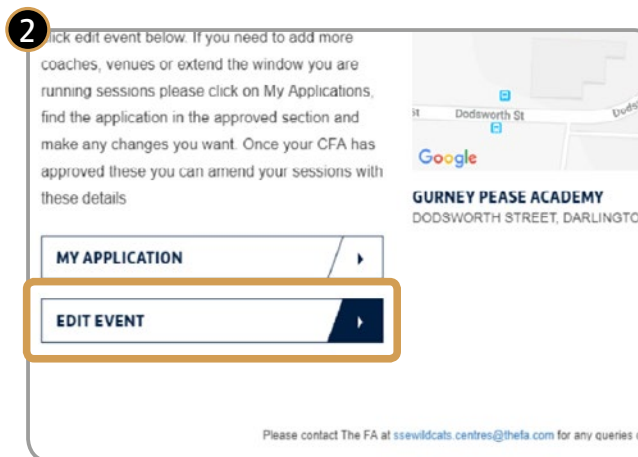 2
click edit event below. If you need to add more
coaches, venues or extend the window you are
running sessions please click on My Applications,
find the application in the approved section and
make any changes you want. Once your CFA has
approved these you can amend your sessions with
these details
MY APPLICATION
EDIT EVENT
Dodsworth St
Google
GURNEY PEASE ACADEMY
DODSWORTH STREET, DARLINGTO
Please contact The FA at ssewildcats.centres@thefa.com for any queries